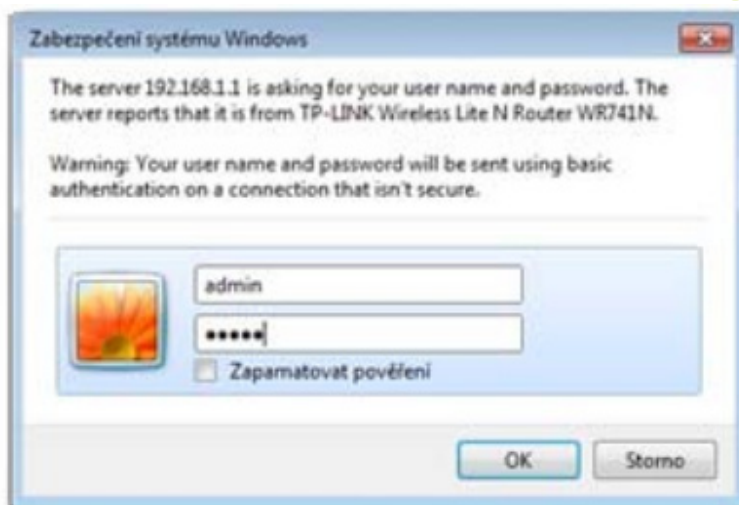 Zabezpečení systému Windows
The server 192.168.1.1 is asking for your user name and password. The
server reports that it is from TP-LINK Wireless Lite N Router WR741N.
Warning: Your user name and password will be sent using basic
authentication on a connection that isn't secure.
admin
•••••
Zapamatovat pověření
OK
Storno